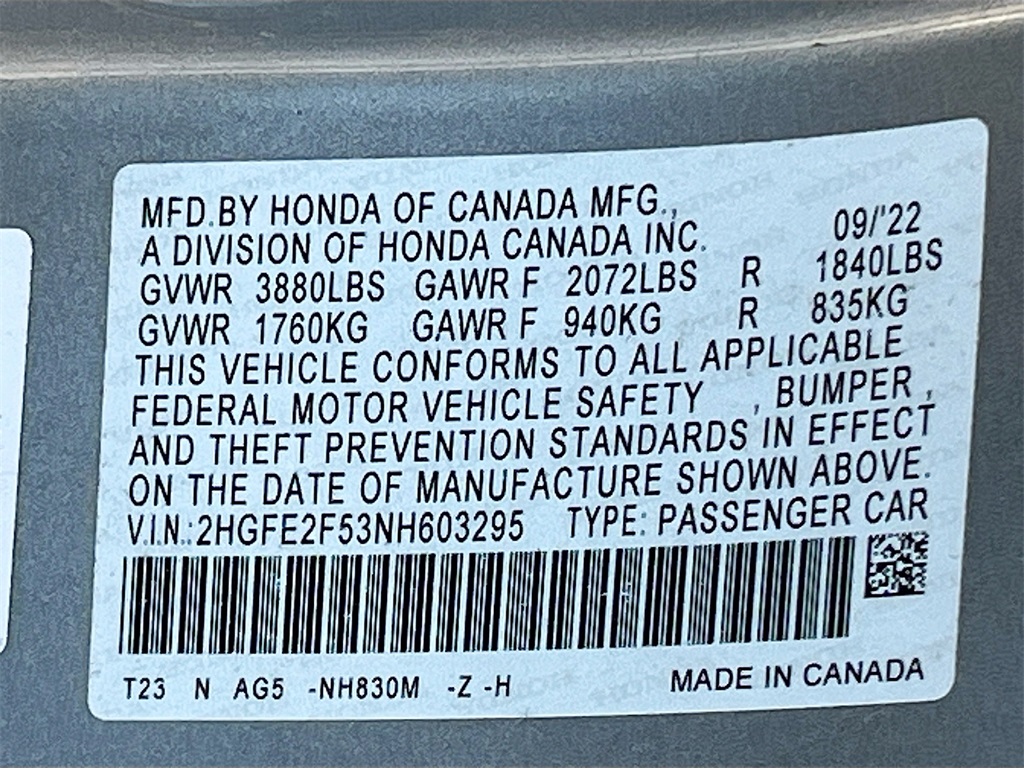 MFD. BY HONDA OF CANADA MFG.,
A DIVISION OF HONDA CANADA INC. 09/'22
GVWR 3880LBS GAWR F 2072LBS R 1840LBS
GVWR 1760KG GAWR F 940KG R 835KG
THIS VEHICLE CONFORMS TO ALL APPLICABLE
FEDERAL MOTOR VEHICLE SAFETY , BUMPER ,
AND THEFT PREVENTION STANDARDS IN EFFECT
ON THE DATE OF MANUFACTURE SHOWN ABOVE.
V.I.N.: 2HGFE2F53NH603295 TYPE: PASSENGER CAR
T23 N AG5 -NH830M -Z -H MADE IN CANADA